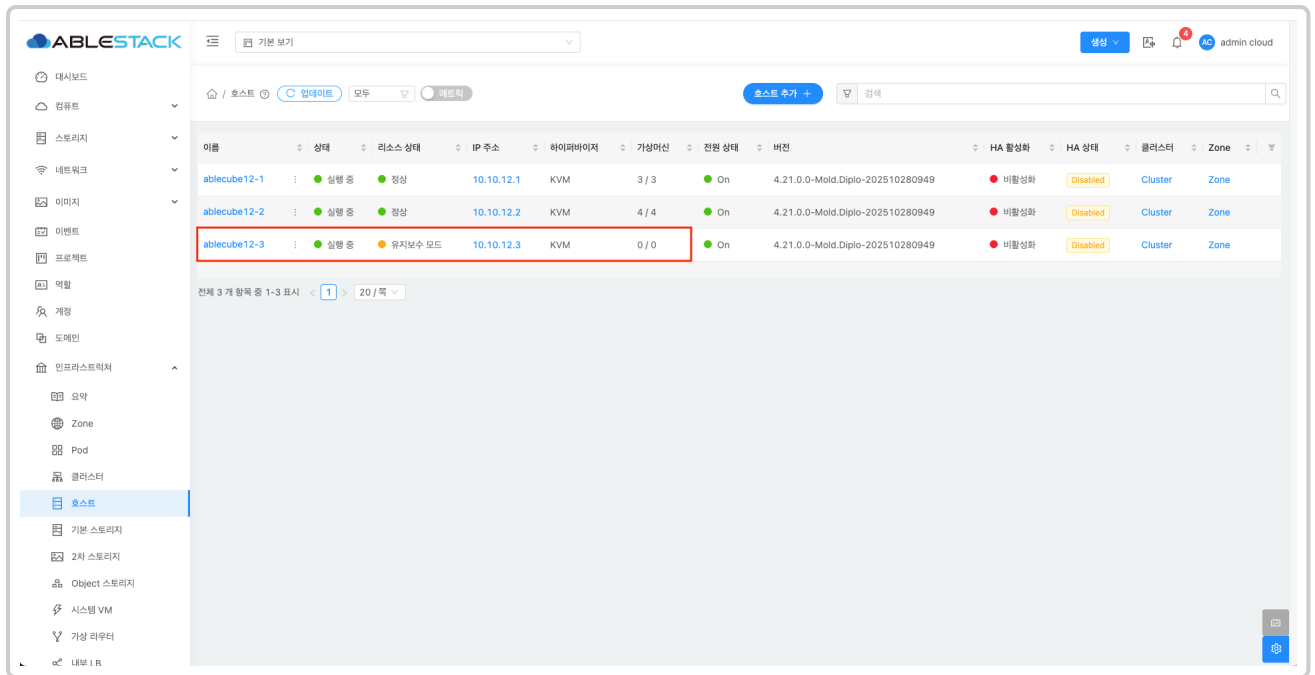 ABLESTACK
기본 보기
생성
4
AC admin cloud
대시보드
컴퓨트
스토리지
네트워크
이미지
이벤트
프로젝트
역할
계정
도메인
인프라스트럭쳐
요약
Zone
Pod
클러스터
호스트
기본 스토리지
2차 스토리지
Object 스토리지
시스템 VM
가상 라우터
내부 LB
/ 호스트 업데이트 모두 메트릭 호스트 추가 + 검색
이름 상태 리소스 상태 IP 주소 하이퍼바이저 가상머신 전원 상태 버전 HA 활성화 HA 상태 클러스터 Zone
ablecube12-1 실행 중 정상 10.10.12.1 KVM 3 / 3 On 4.21.0.0-Mold.Diplo-202510280949 비활성화 Disabled Cluster Zone
ablecube12-2 실행 중 정상 10.10.12.2 KVM 4 / 4 On 4.21.0.0-Mold.Diplo-202510280949 비활성화 Disabled Cluster Zone
ablecube12-3 실행 중 유지보수 모드 10.10.12.3 KVM 0 / 0 On 4.21.0.0-Mold.Diplo-202510280949 비활성화 Disabled Cluster Zone
전체 3 개 항목 중 1-3 표시 < 1 > 20 / 쪽